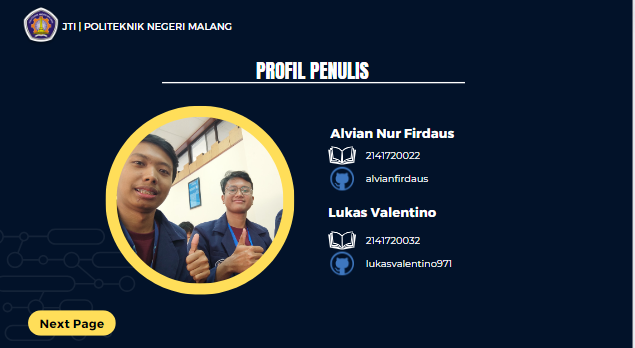 JTI | POLITEKNIK NEGERI MALANG
PROFIL PENULIS
Alvian Nur Firdaus
2141720022
alvianfirdaus
Lukas Valentino
2141720032
lukasvalentino971
Next Page